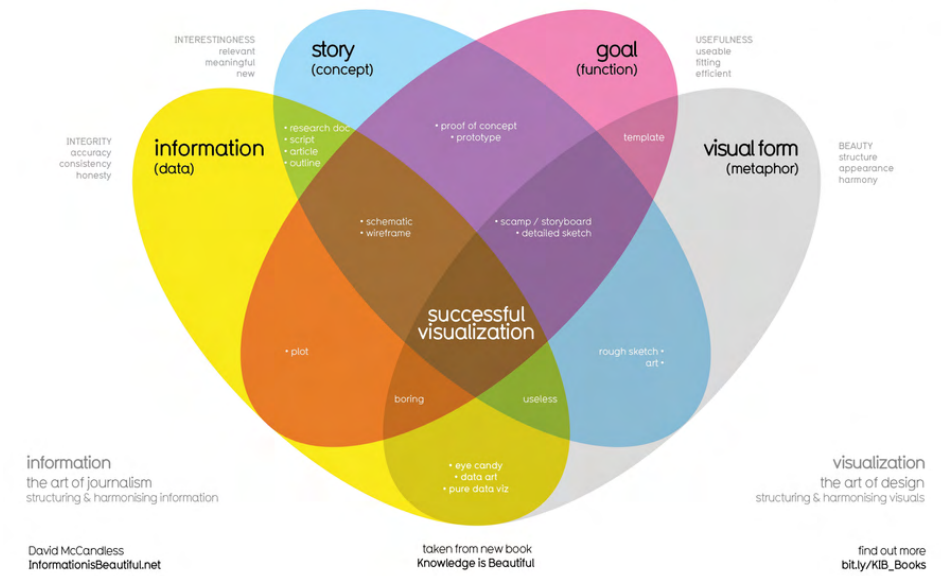 INTERESTINGNESS
relevant
meaningful
new
story
(concept)
goal
(function)
USEFULNESS
useable
fitting
efficient
INTEGRITY
accuracy
consistency
honesty
information
(data)
• research doc
• script
• article
• outline
• proof of concept
• prototype
template
visual form
(metaphor)
BEAUTY
structure
appearance
harmony
• schematic
• wireframe
• scamp / storyboard
• detailed sketch
successful
visualization
• plot
rough sketch •
art •
boring
useless
• eye candy
• data art
• pure data viz
information
the art of journalism
structuring & harmonising information
visualization
the art of design
structuring & harmonising visuals
David McCandless
InformationisBeautiful.net
taken from new book
Knowledge is Beautiful
find out more
bit.ly/KIB_Books